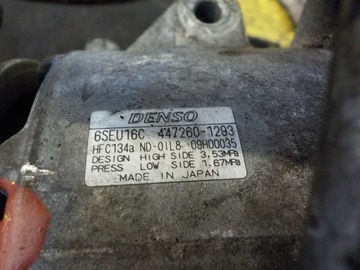 DENSO
6SEU16C 447260-1293
HFC134a ND-OIL8 09H00035
DESIGN HIGH SIDE 3.53MPa
PRESS LOW SIDE 1.67MPa
MADE IN JAPAN